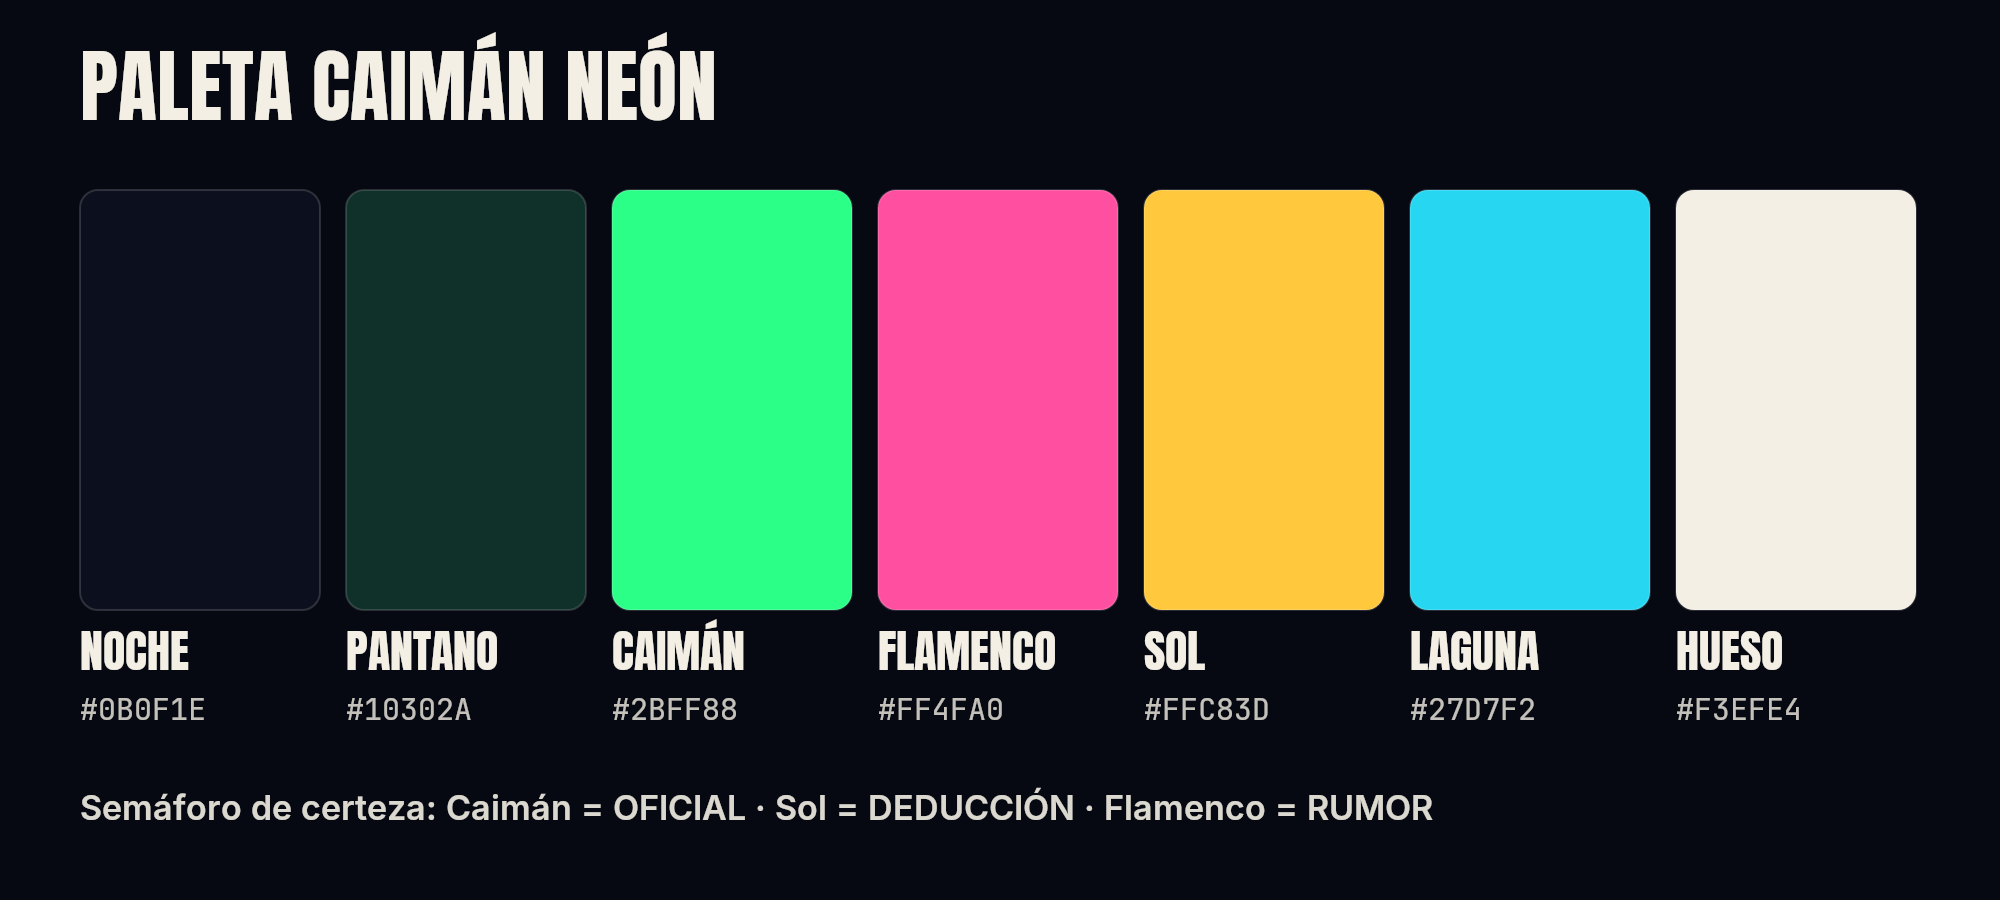 PALETA CAIMÁN NEÓN
NOCHE
#0B0F1E
PANTANO
#10302A
CAIMÁN
#2BFF88
FLAMENCO
#FF4FA0
SOL
#FFC83D
LAGUNA
#27D7F2
HUESO
#F3EFE4
Semáforo de certeza: Caimán = OFICIAL · Sol = DEDUCCIÓN · Flamenco = RUMOR